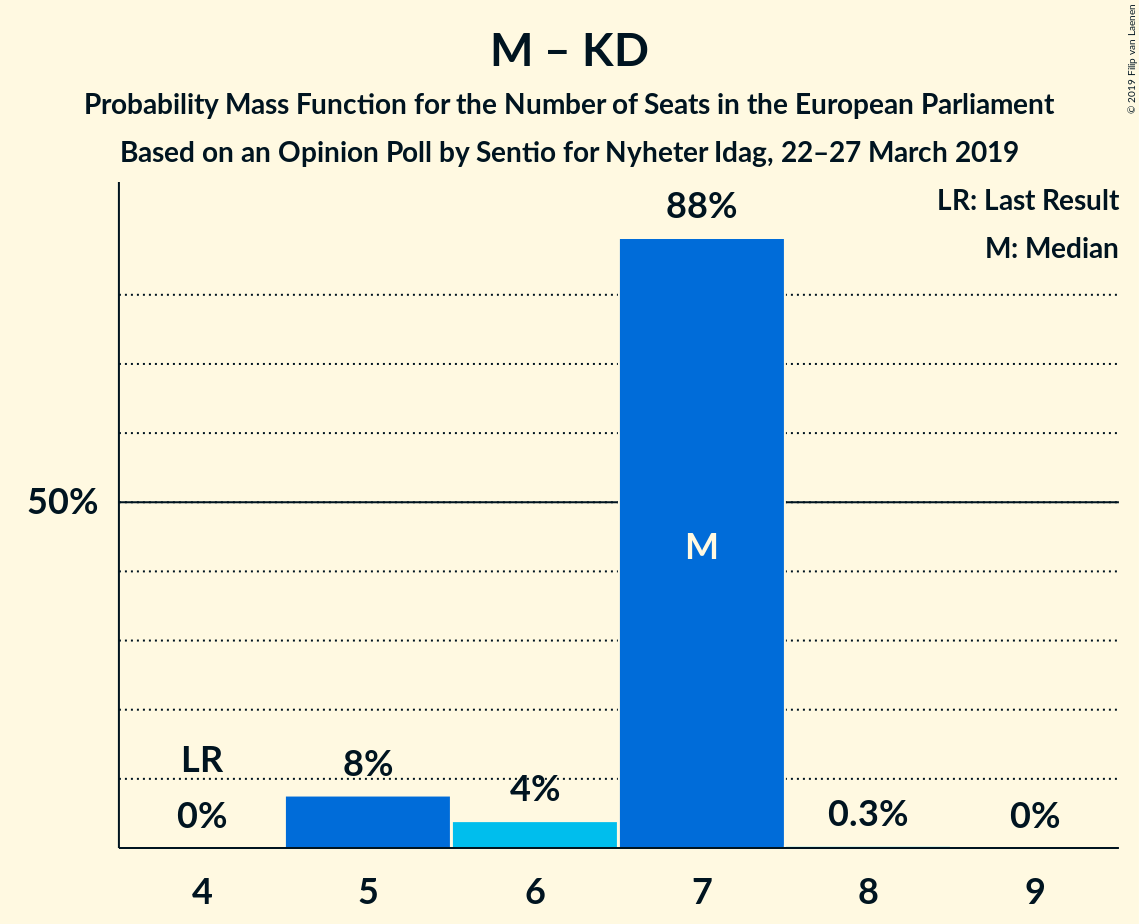 M – KD
Probability Mass Function for the Number of Seats in the European Parliament
Based on an Opinion Poll by Sentio for Nyheter Idag, 22–27 March 2019
© 2019 Filip van Laenen
LR: Last Result
M: Median
88%
50%
M
LR
8%
4%
0%
0.3%
0%
4 5 6 7 8 9